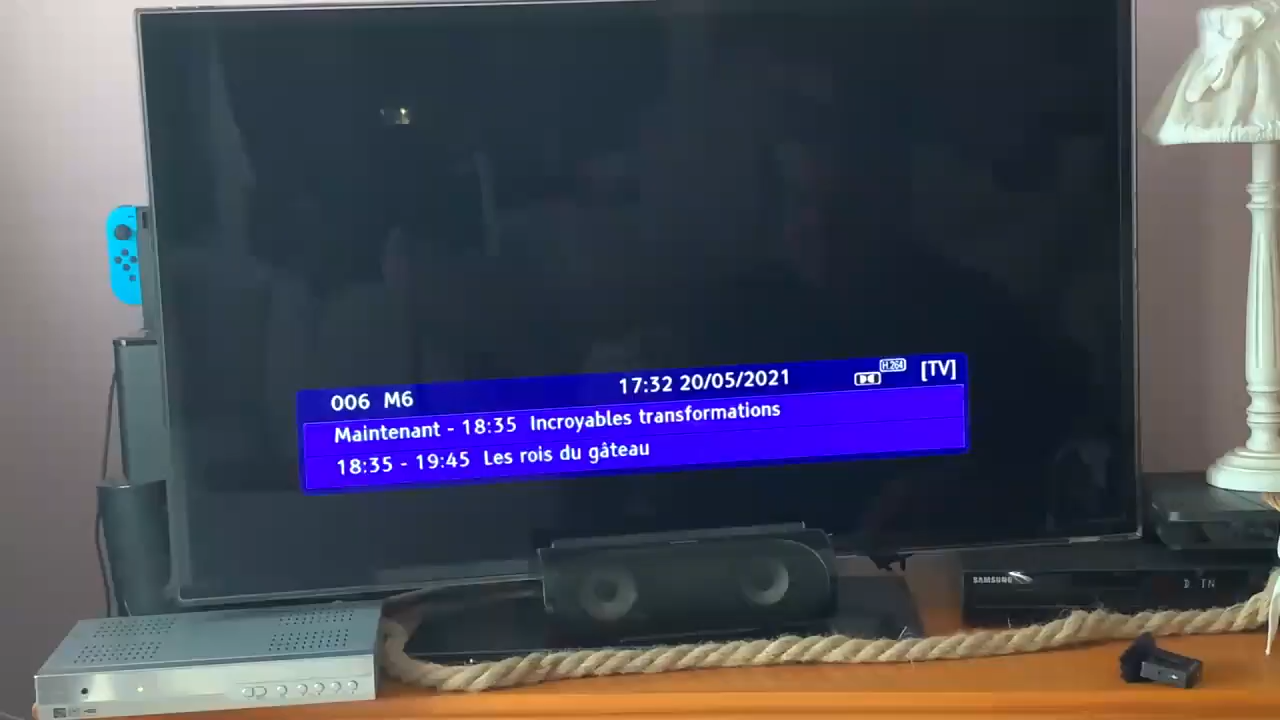 006 M6 17:32 20/05/2021 H.264 [TV]
Maintenant - 18:35 Incroyables transformations
18:35 - 19:45 Les rois du gâteau
SAMSUNG